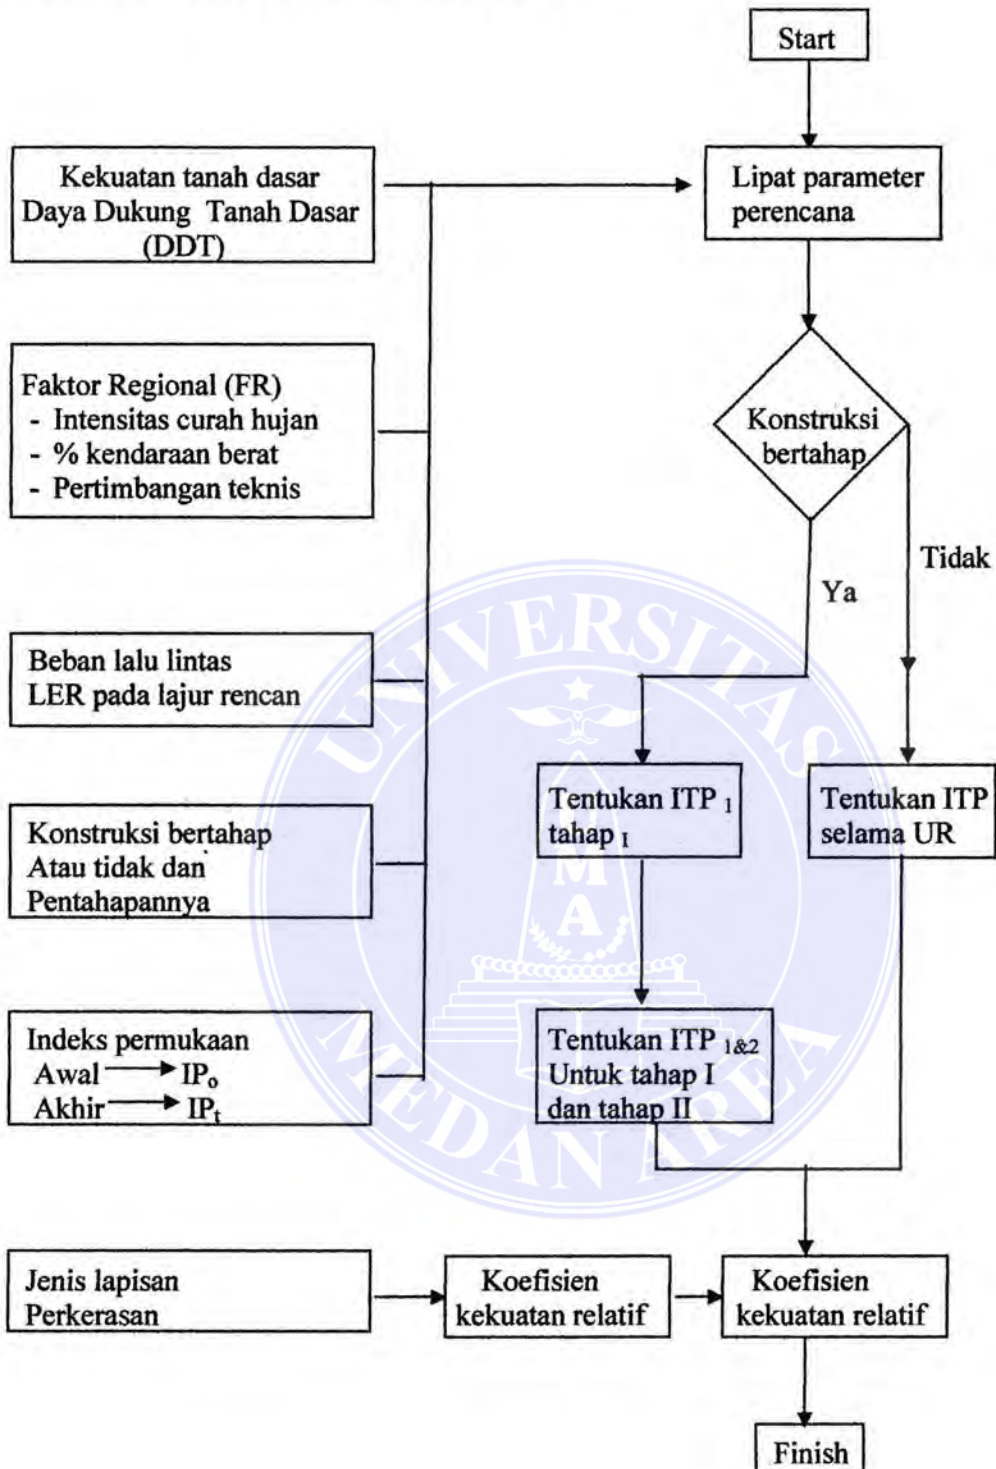 Start
Kekuatan tanah dasar
Daya Dukung Tanah Dasar
(DDT)
Lipat parameter
perencana
Faktor Regional (FR)
- Intensitas curah hujan
- % kendaraan berat
- Pertimbangan teknis
Konstruksi
bertahap
Tidak
Ya
Beban lalu lintas
LER pada lajur rencan
Konstruksi bertahap
Atau tidak dan
Pentahapannya
Tentukan ITP 1
tahap I
Tentukan ITP
selama UR
Indeks permukaan
Awal → IPo
Akhir → IPt
Tentukan ITP 1&2
Untuk tahap I
dan tahap II
Jenis lapisan
Perkerasan
Koefisien
kekuatan relatif
Koefisien
kekuatan relatif
Finish
UNIVERSITAS
MEDAN AREA
M
A